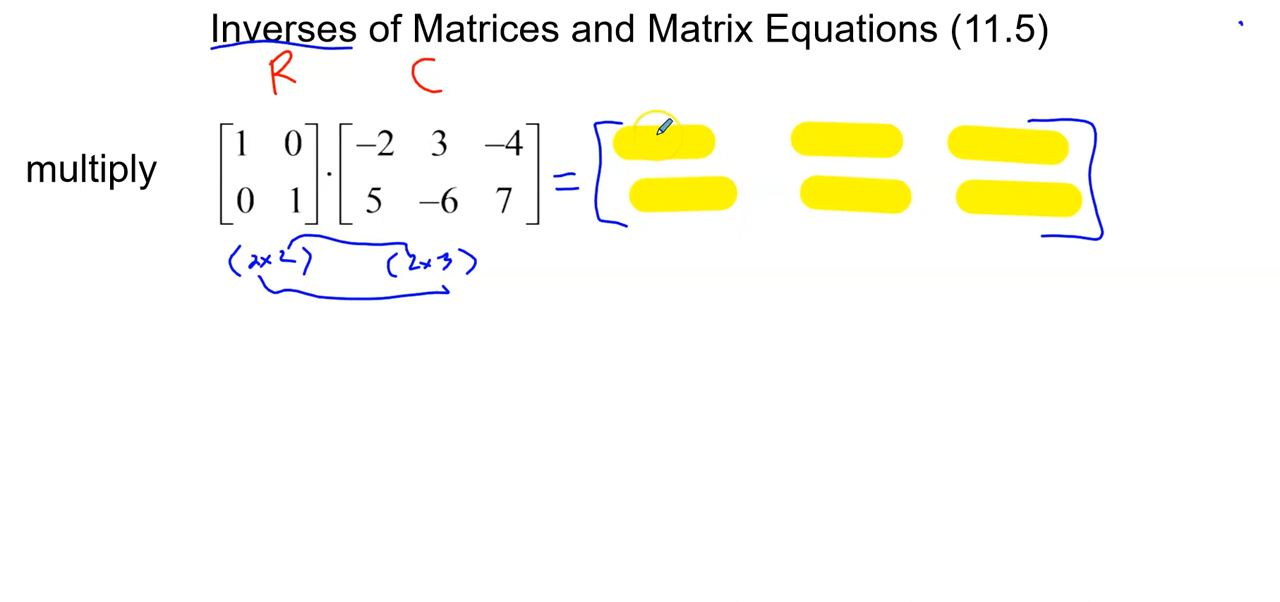 Inverses of Matrices and Matrix Equations (11.5)
R C
multiply [1 0] · [−2 3 −4] = [ ]
[0 1] [5 −6 7]
(2x2) (2x3)